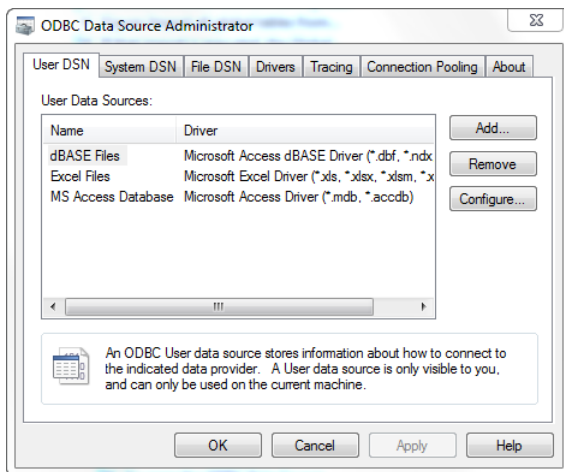 ODBC Data Source Administrator
User DSN System DSN File DSN Drivers Tracing Connection Pooling About
User Data Sources:
Name Driver
dBASE Files Microsoft Access dBASE Driver (*.dbf, *.ndx
Excel Files Microsoft Excel Driver (*.xls, *.xlsx, *.xlsm, *.x
MS Access Database Microsoft Access Driver (*.mdb, *.accdb)
Add...
Remove
Configure...
An ODBC User data source stores information about how to connect to
the indicated data provider. A User data source is only visible to you,
and can only be used on the current machine.
OK Cancel Apply Help